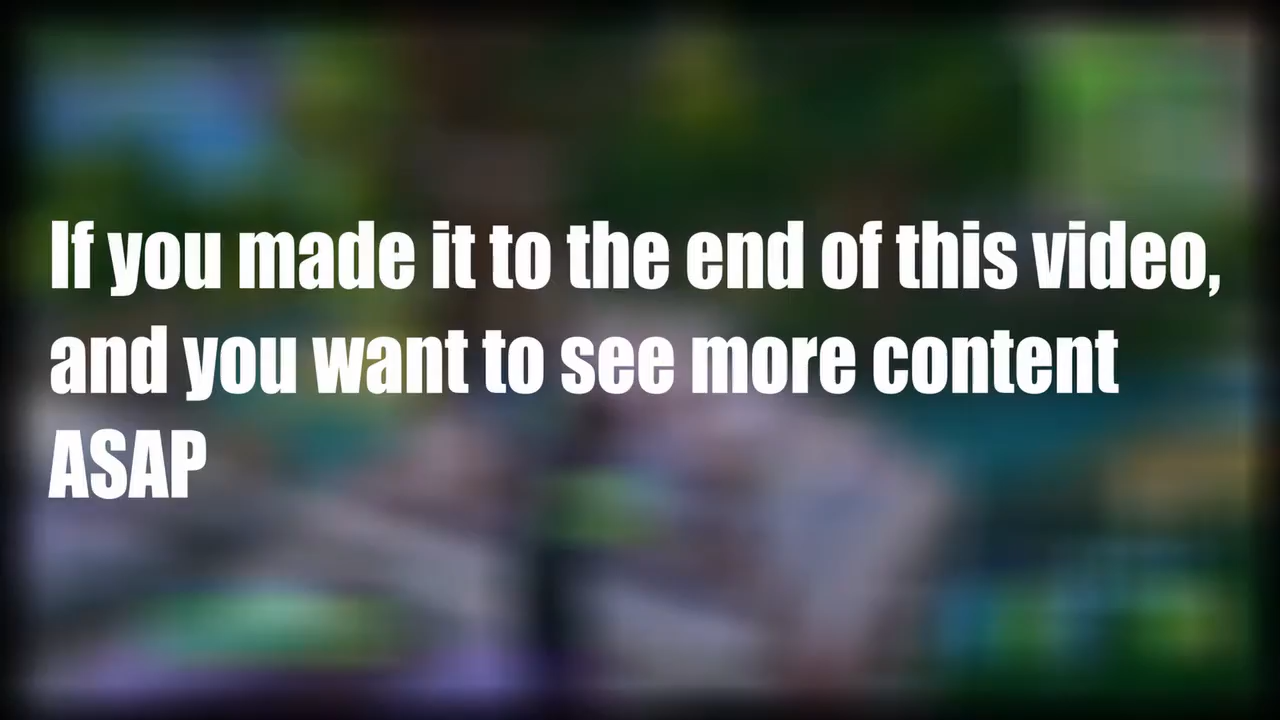 If you made it to the end of this video,
and you want to see more content
ASAP